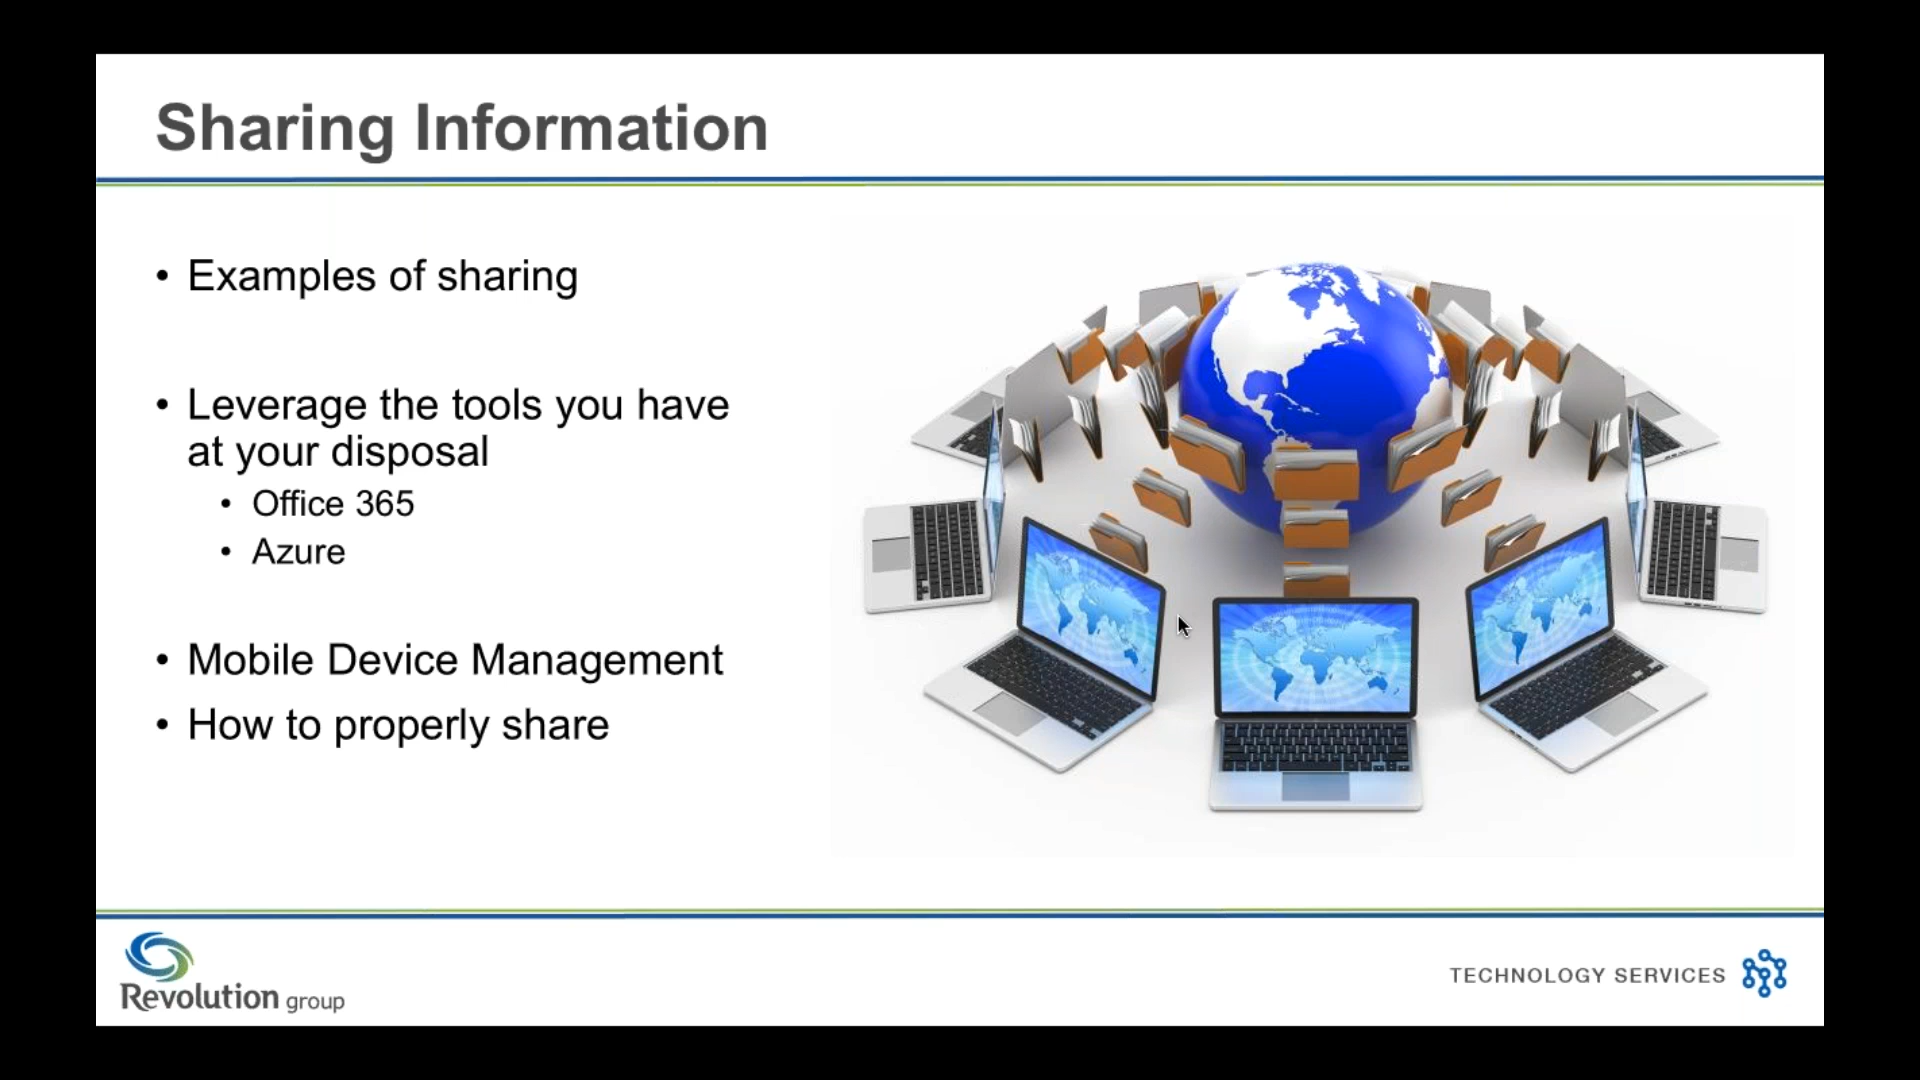 Sharing Information
• Examples of sharing
• Leverage the tools you have
at your disposal
• Office 365
• Azure
• Mobile Device Management
• How to properly share
Revolution group
TECHNOLOGY SERVICES